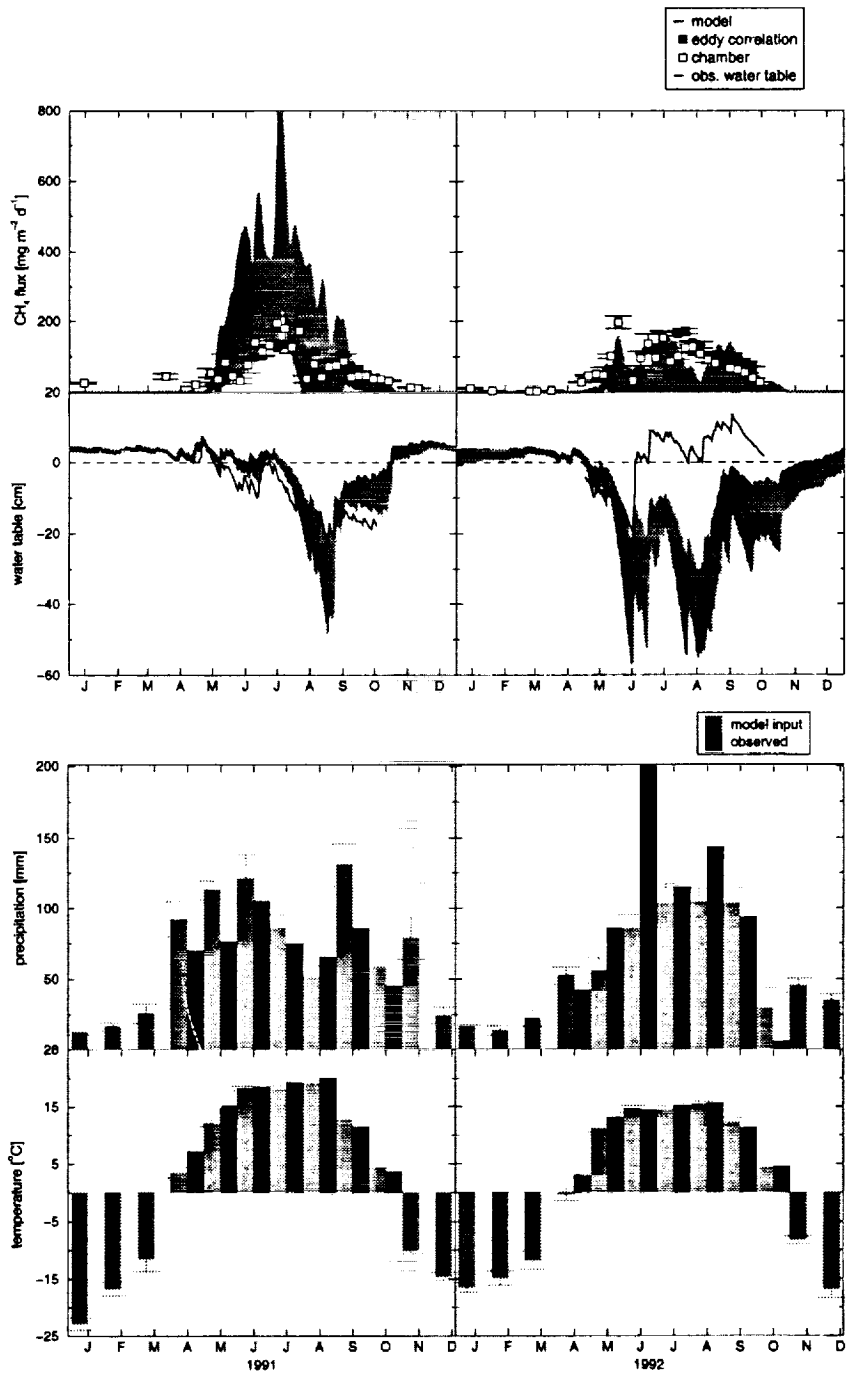 model
eddy correlation
chamber
obs. water table
800
600
400
200
20
CH₄ flux [mg m⁻² d⁻¹]
0
-20
-40
-60
water table [cm]
J F M A M J J A S O N D
J F M A M J J A S O N D
model input
observed
200
150
100
50
precipitation [mm]
15
5
-5
-15
-25
temperature [°C]
J F M A M J J A S O N D
J F M A M J J A S O N D
1991
1992